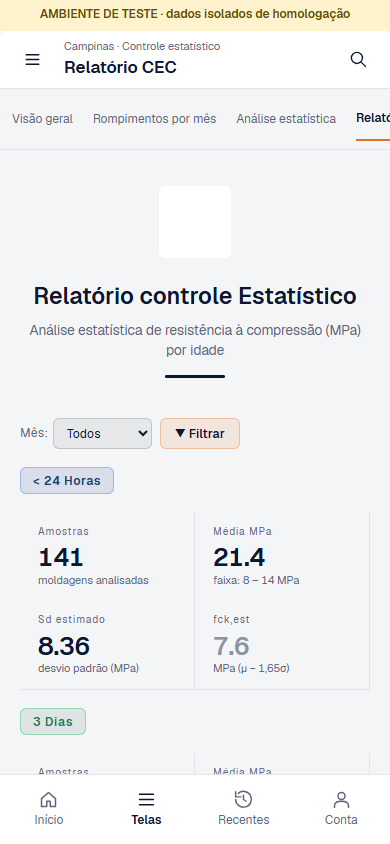 AMBIENTE DE TESTE · dados isolados de homologação
Campinas · Controle estatístico
Relatório CEC
Visão geral Rompimentos por mês Análise estatística Relató
Relatório controle Estatístico
Análise estatística de resistência à compressão (MPa)
por idade
Mês: Todos ▼ Filtrar
< 24 Horas
Amostras Média MPa
141 21.4
moldagens analisadas faixa: 8 – 14 MPa
Sd estimado fck,est
8.36 7.6
desvio padrão (MPa) MPa (μ – 1,65σ)
3 Dias
Amostras Média MPa
Início Telas Recentes Conta